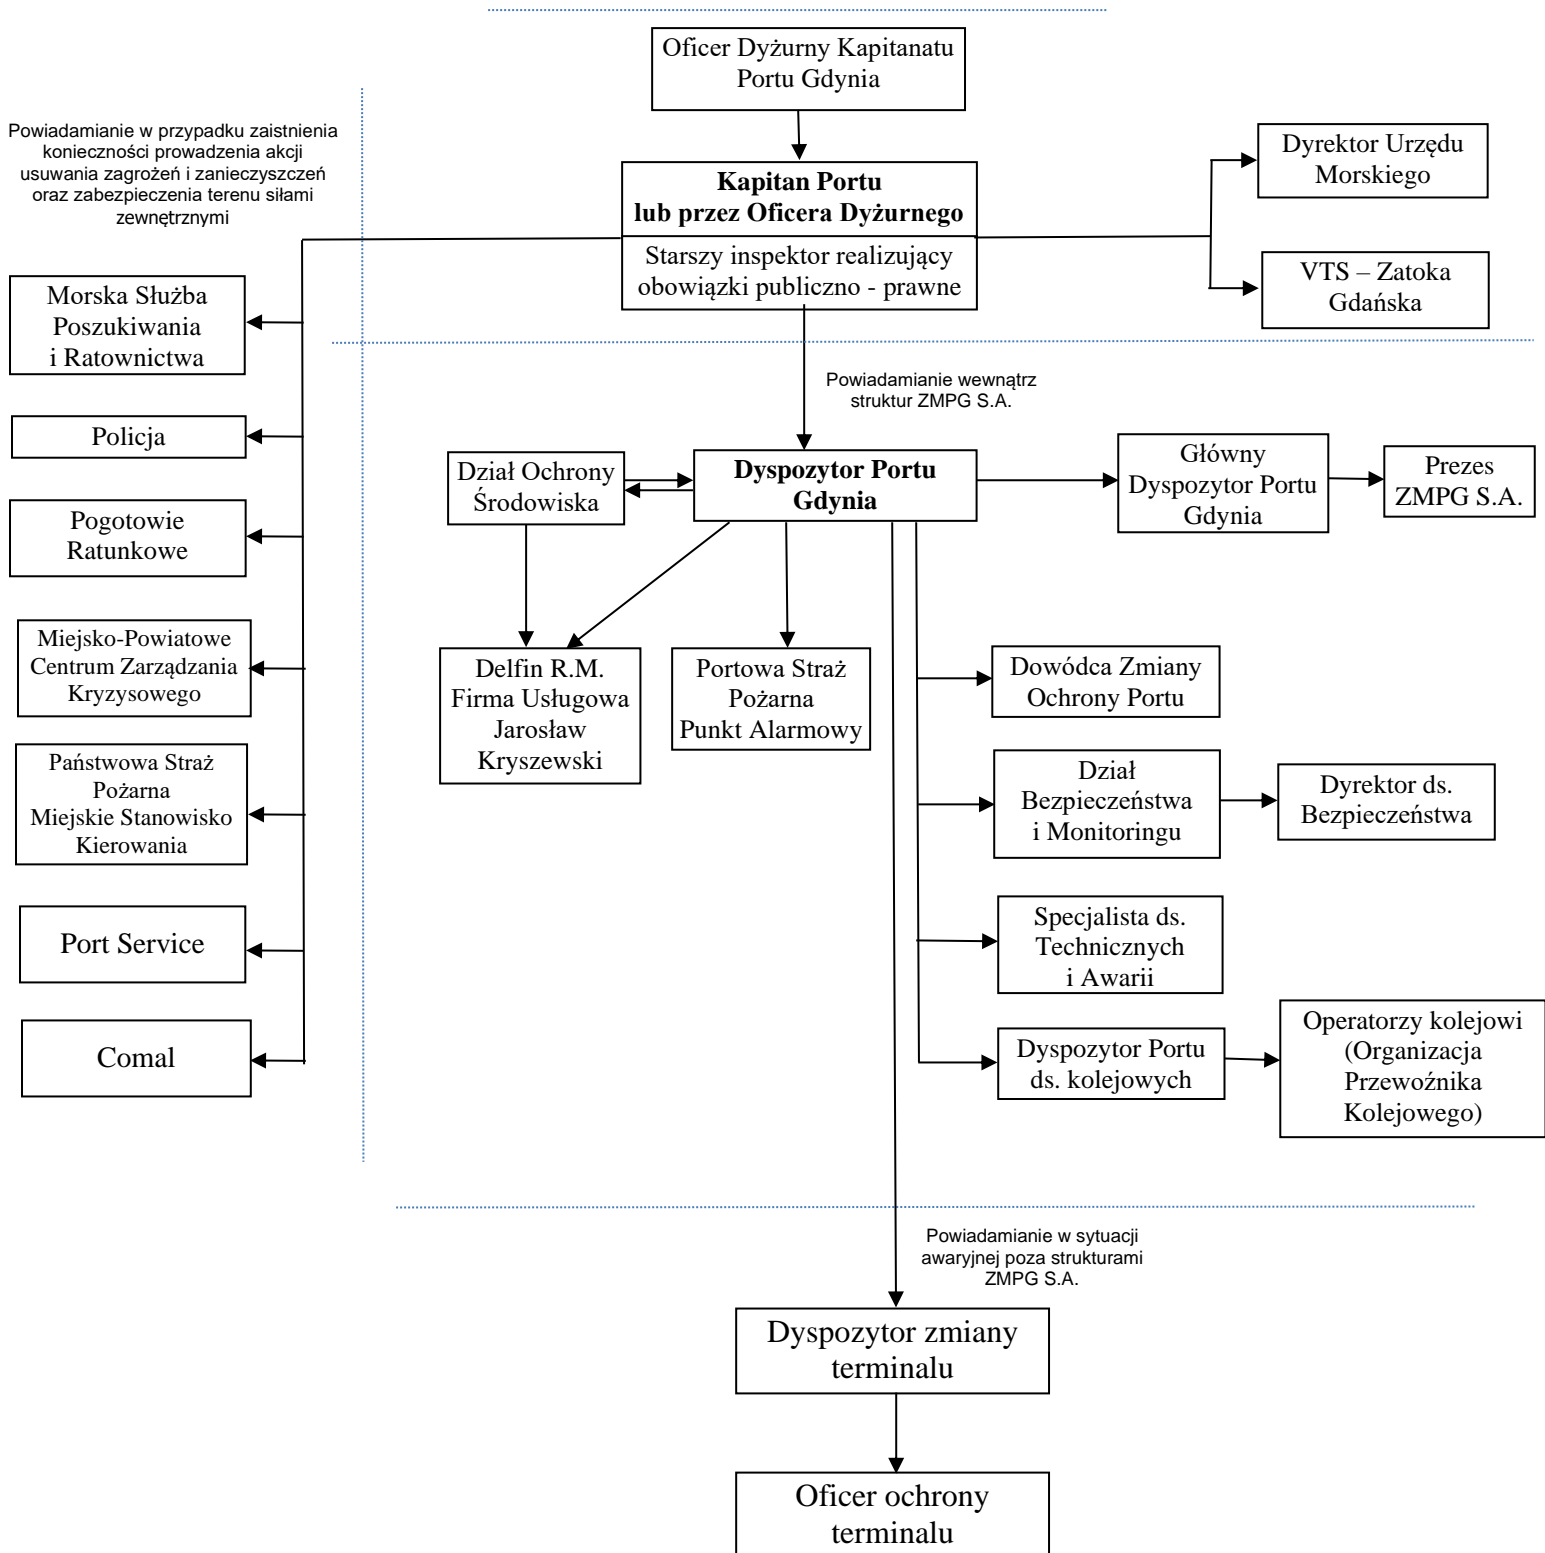 Oficer Dyżurny Kapitanatu
Portu Gdynia
Powiadamianie w przypadku zaistnienia
konieczności prowadzenia akcji
usuwania zagrożeń i zanieczyszczeń
oraz zabezpieczenia terenu siłami
zewnętrznymi
Kapitan Portu
lub przez Oficera Dyżurnego
Starszy inspektor realizujący
obowiązki publiczno - prawne
Dyrektor Urzędu
Morskiego
VTS – Zatoka
Gdańska
Morska Służba
Poszukiwania
i Ratownictwa
Policja
Pogotowie
Ratunkowe
Miejsko-Powiatowe
Centrum Zarządzania
Kryzysowego
Państwowa Straż
Pożarna
Miejskie Stanowisko
Kierowania
Port Service
Comal
Powiadamianie wewnątrz
struktur ZMPG S.A.
Dział Ochrony
Środowiska
Dyspozytor Portu
Gdynia
Główny
Dyspozytor Portu
Gdynia
Prezes
ZMPG S.A.
Delfin R.M.
Firma Usługowa
Jarosław
Kryszewski
Portowa Straż
Pożarna
Punkt Alarmowy
Dowódca Zmiany
Ochrony Portu
Dział
Bezpieczeństwa
i Monitoringu
Dyrektor ds.
Bezpieczeństwa
Specjalista ds.
Technicznych
i Awarii
Dyspozytor Portu
ds. kolejowych
Operatorzy kolejowi
(Organizacja
Przewoźnika
Kolejowego)
Powiadamianie w sytuacji
awaryjnej poza strukturami
ZMPG S.A.
Dyspozytor zmiany
terminalu
Oficer ochrony
terminalu